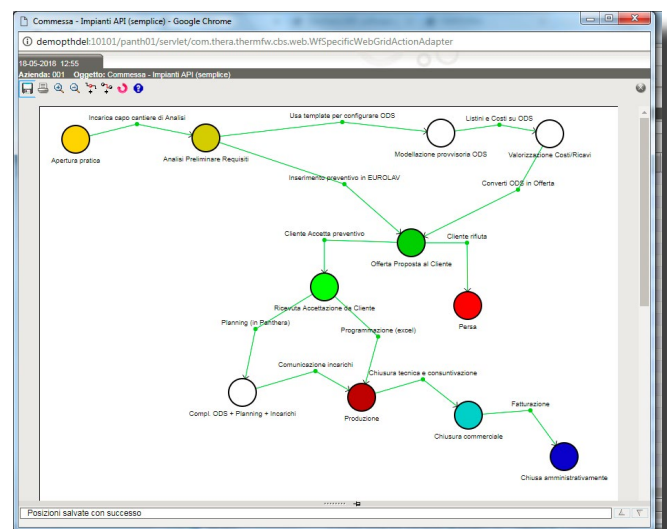 Commessa - Impianti API (semplice) - Google Chrome
demopthdel:10101/panth01/servlet/com.thera.thermfw.cbs.web.WfSpecificWebGridActionAdapter
18-05-2018 12:55
Azienda: 001 Oggetto: Commessa - Impianti API (semplice)
Incarica capo cantiere di Analisi
Usa template per configurare ODS
Listini e Costi su ODS
Apertura pratica
Analisi Preliminare Requisiti
Modellazione provvisoria ODS
Valorizzazione Costi/Ricavi
Inserimento preventivo in EUROLAV
Converti ODS in Offerta
Cliente Accetta preventivo
Cliente rifiuta
Offerta Proposta al Cliente
Ricevuta Accettazione da Cliente
Planning (in Panthera)
Programmazione (excel)
Persa
Comunicazione incarichi
Chiusura tecnica e consuntivazione
Compl. ODS + Planning + Incarichi
Produzione
Fatturazione
Chiusura commerciale
Chiusa amministrativamente
Posizioni salvate con successo